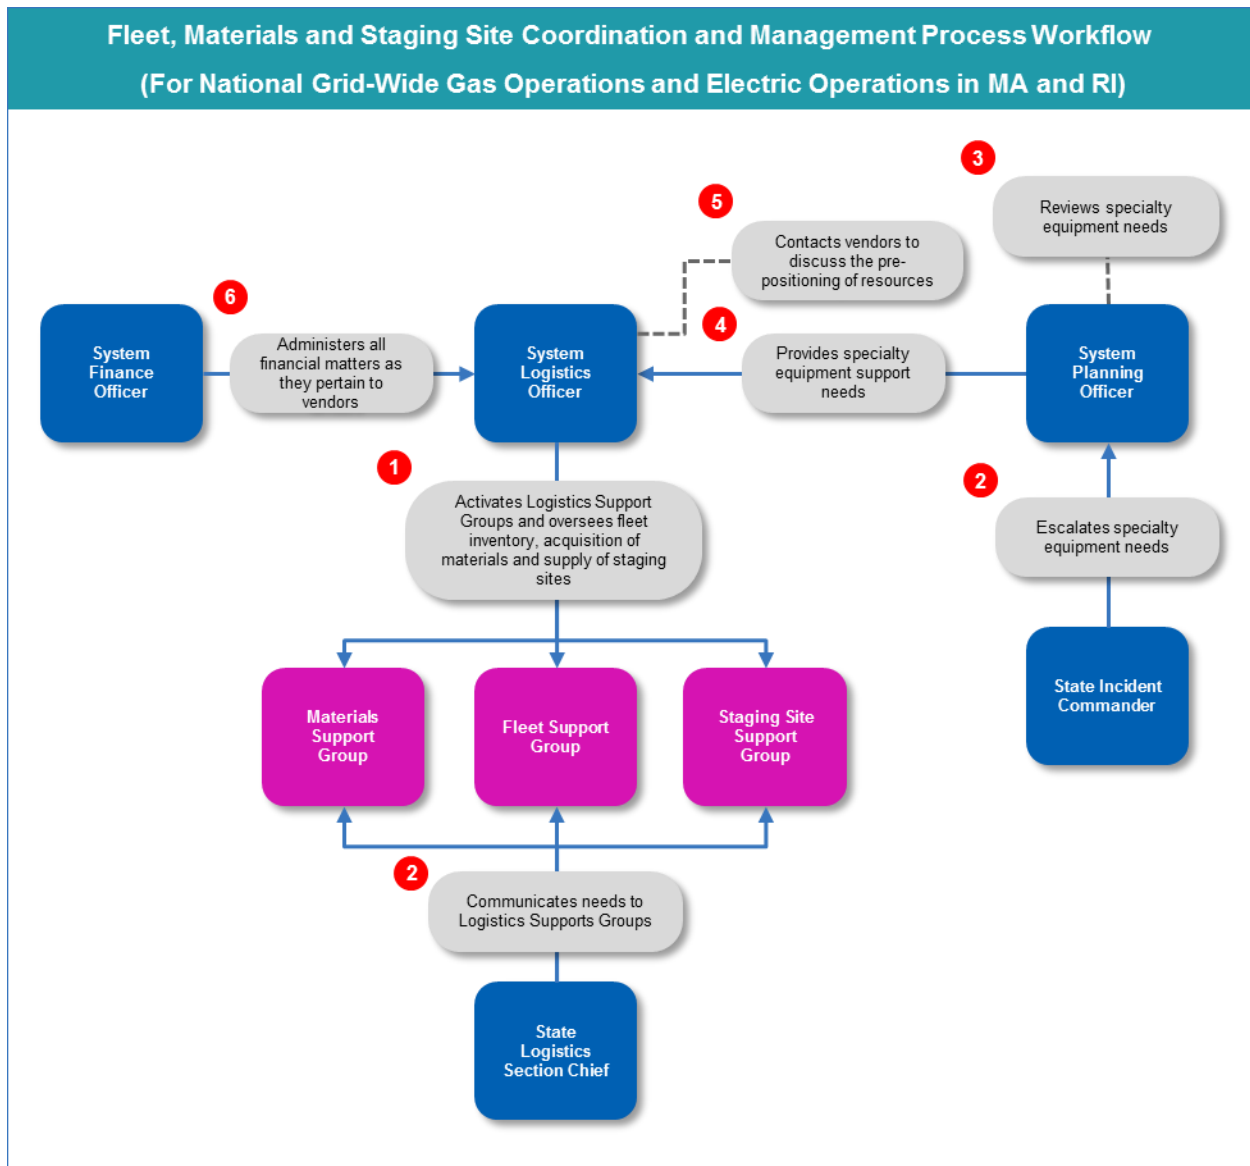 Fleet, Materials and Staging Site Coordination and Management Process Workflow
(For National Grid-Wide Gas Operations and Electric Operations in MA and RI)
3
Reviews specialty
equipment needs
5
Contacts vendors to
discuss the pre-
positioning of resources
6
System
Finance
Officer
Administers all
financial matters as
they pertain to
vendors
System
Logistics
Officer
4
Provides specialty
equipment support
needs
System
Planning
Officer
1
Activates Logistics Support
Groups and oversees fleet
inventory, acquisition of
materials and supply of staging
sites
2
Escalates specialty
equipment needs
State Incident
Commander
Materials
Support
Group
Fleet Support
Group
Staging Site
Support
Group
2
Communicates needs to
Logistics Supports Groups
State
Logistics
Section Chief